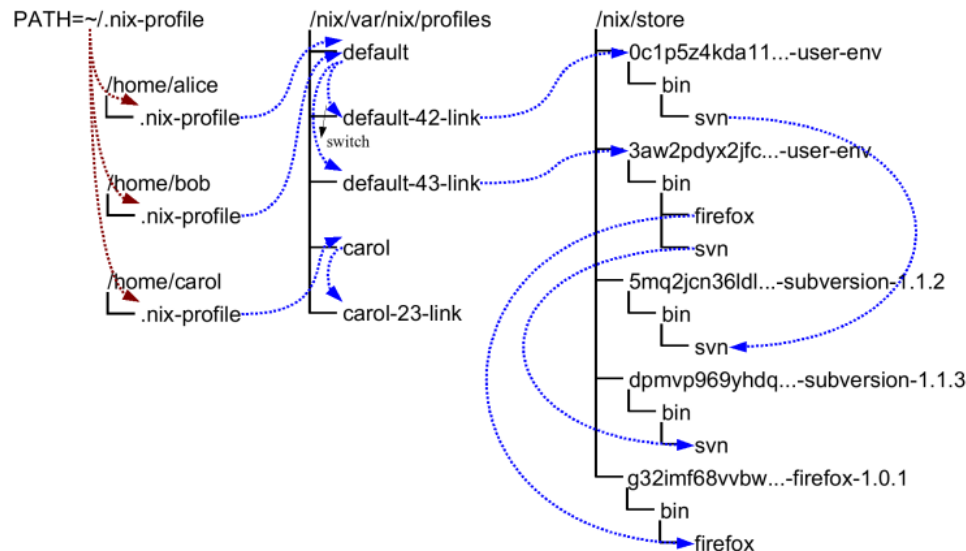 PATH=~/.nix-profile
/home/alice
.nix-profile
/home/bob
.nix-profile
/home/carol
.nix-profile
/nix/var/nix/profiles
default
default-42-link
switch
default-43-link
carol
carol-23-link
/nix/store
0c1p5z4kda11...-user-env
bin
svn
3aw2pdyx2jfc...-user-env
bin
firefox
svn
5mq2jcn36ldl...-subversion-1.1.2
bin
svn
dpmvp969yhdq...-subversion-1.1.3
bin
svn
g32imf68vvbw...-firefox-1.0.1
bin
firefox